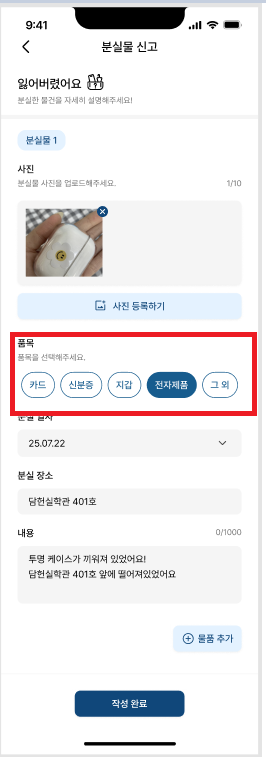 9:41
분실물 신고
잃어버렸어요
분실한 물건을 자세히 설명해주세요!
분실물 1
사진
분실물 사진을 업로드해주세요.
1/10
사진 등록하기
품목
품목을 선택해주세요.
카드 신분증 지갑 전자제품 그 외
분실 일자
25.07.22
분실 장소
담헌실학관 401호
내용
0/1000
투명 케이스가 끼워져 있었어요!
담헌실학관 401호 앞에 떨어져있었어요
물품 추가
작성 완료